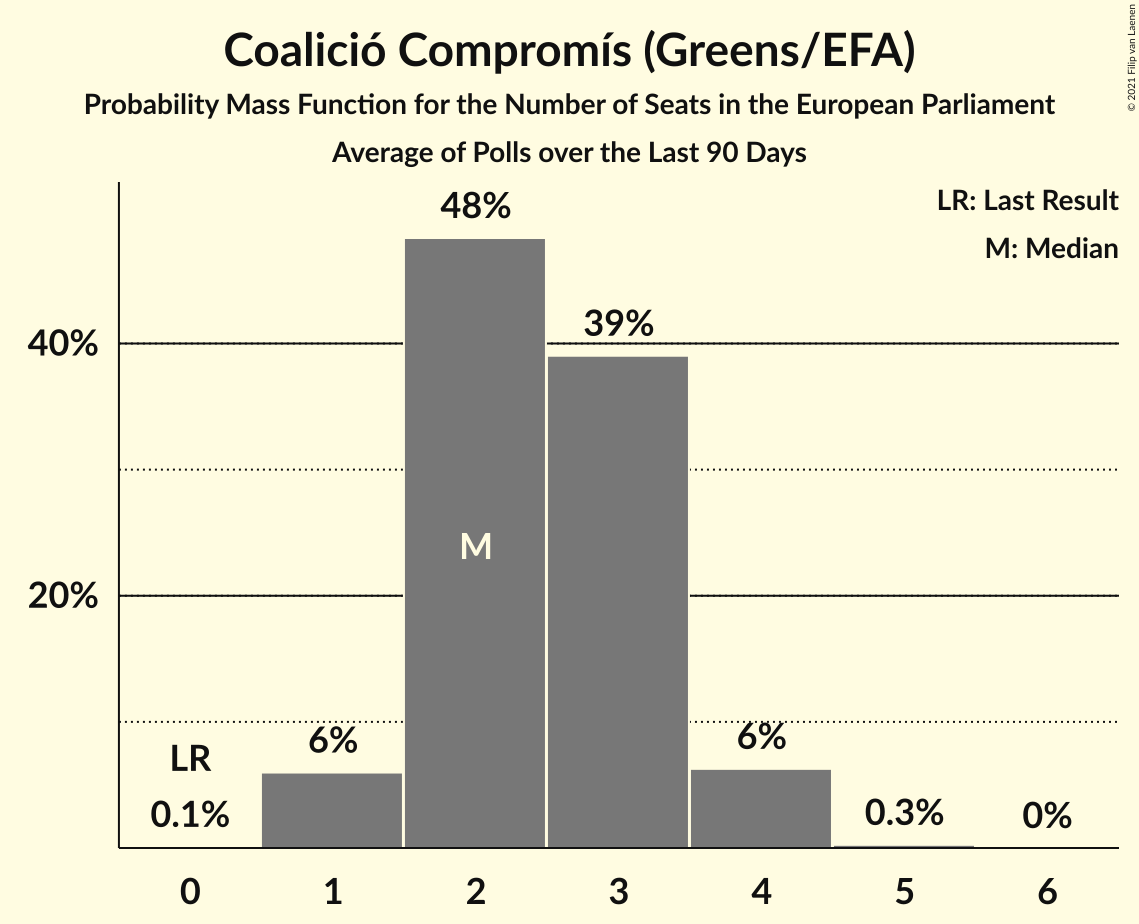 Coalició Compromís (Greens/EFA)
Probability Mass Function for the Number of Seats in the European Parliament
Average of Polls over the Last 90 Days
© 2021 Filip van Laenen
LR: Last Result
M: Median
48%
39%
40%
M
20%
6%
6%
LR
0.1%
0.3%
0%
0 1 2 3 4 5 6